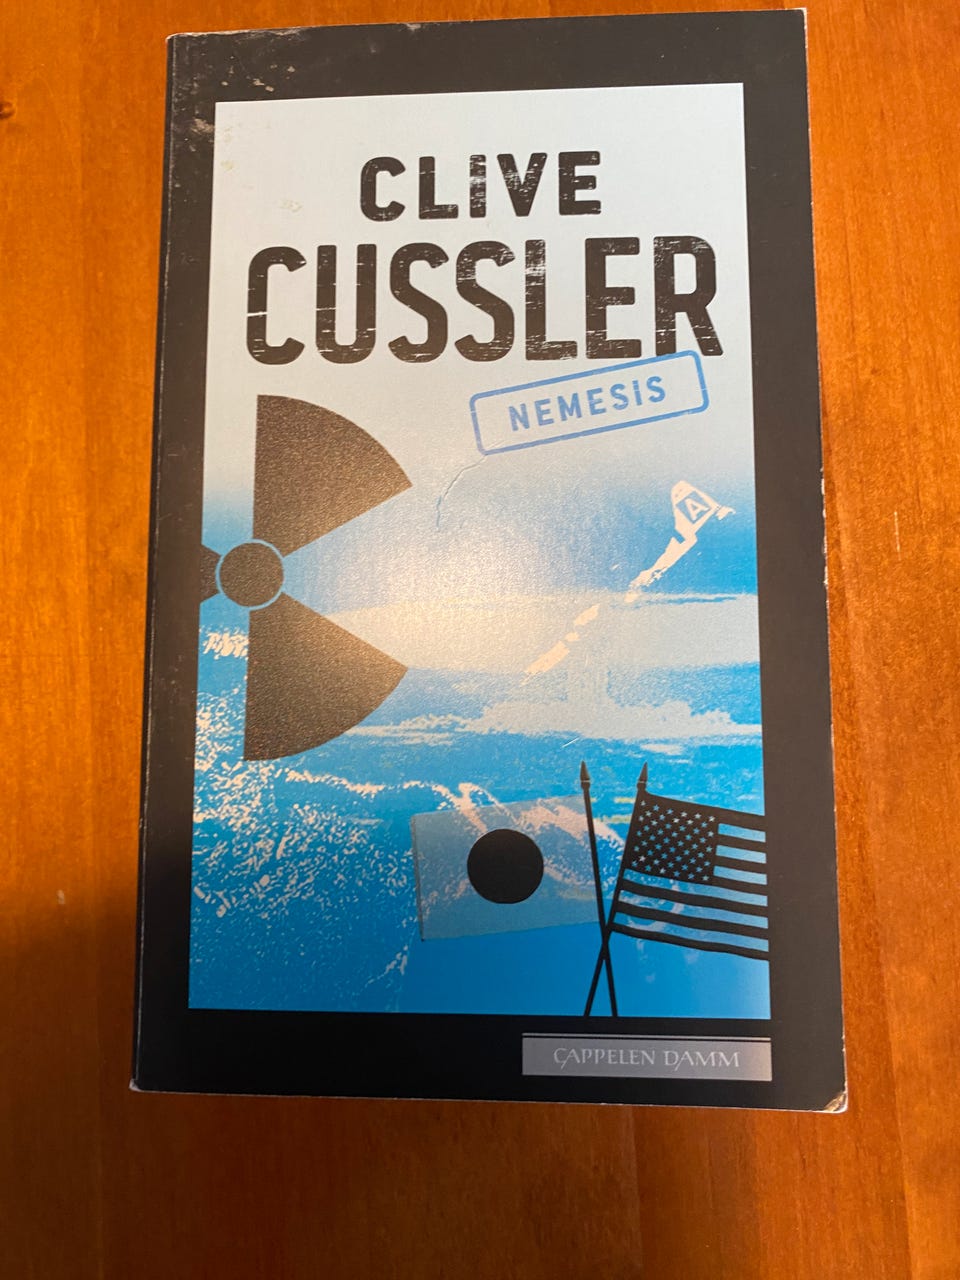 CLIVE
CUSSLER
NEMESIS
A
CAPPELEN DAMM